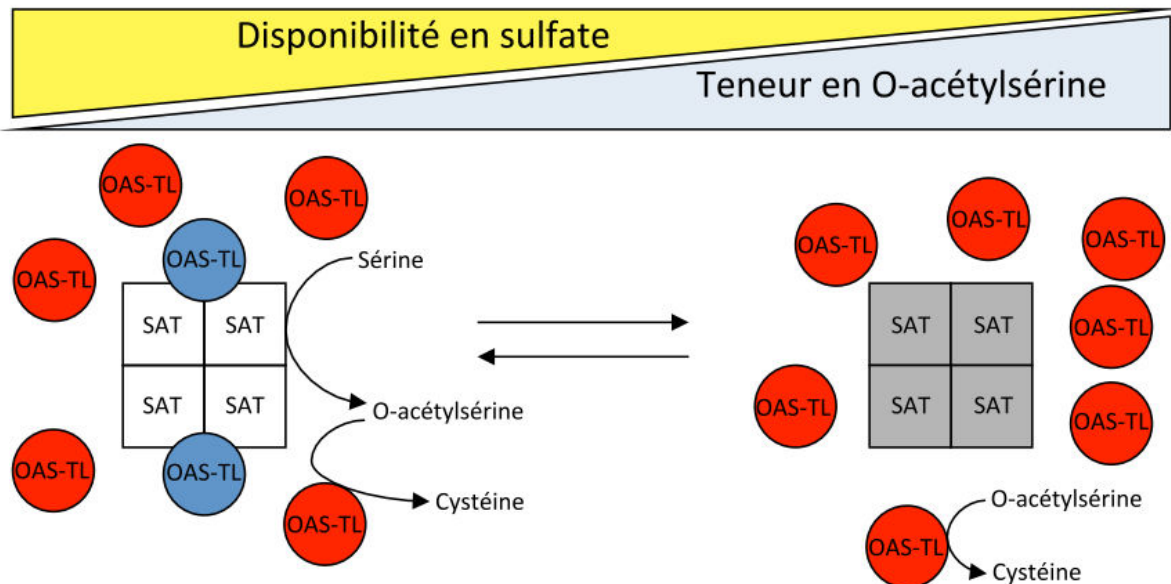 Disponibilité en sulfate
Teneur en O-acétylsérine
OAS-TL
OAS-TL
OAS-TL
OAS-TL
SAT
SAT
SAT
SAT
OAS-TL
OAS-TL
OAS-TL
Sérine
O-acétylsérine
Cystéine
OAS-TL
OAS-TL
OAS-TL
OAS-TL
SAT
SAT
SAT
SAT
OAS-TL
OAS-TL
OAS-TL
O-acétylsérine
Cystéine